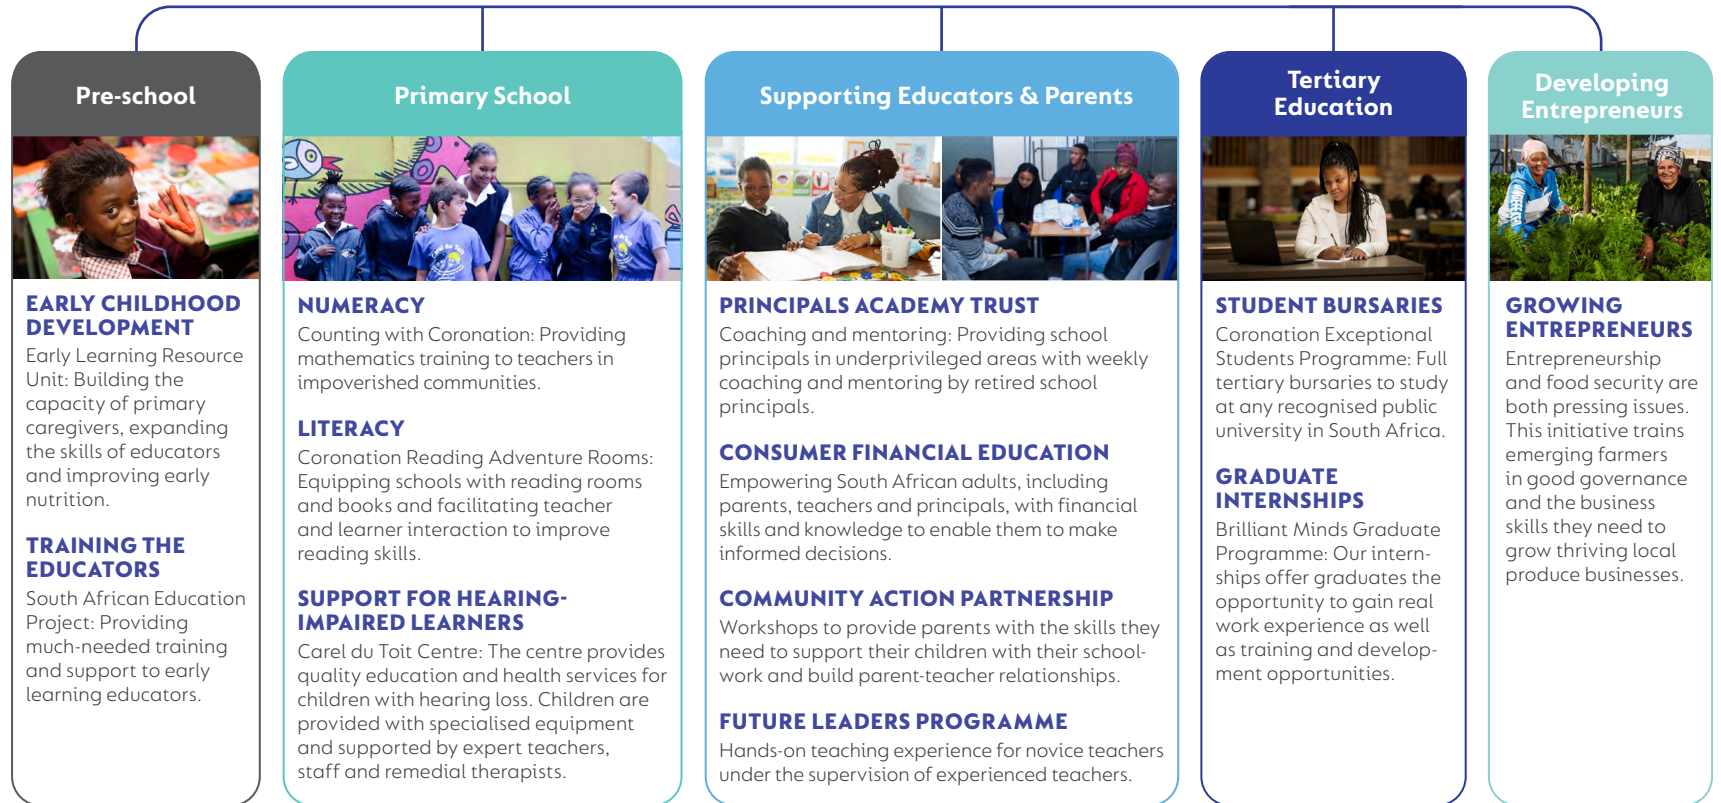 Pre-school
EARLY CHILDHOOD
DEVELOPMENT
Early Learning Resource
Unit: Building the
capacity of primary
caregivers, expanding
the skills of educators
and improving early
nutrition.
TRAINING THE
EDUCATORS
South African Education
Project: Providing
much-needed training
and support to early
learning educators.
Primary School
NUMERACY
Counting with Coronation: Providing
mathematics training to teachers in
impoverished communities.
LITERACY
Coronation Reading Adventure Rooms:
Equipping schools with reading rooms
and books and facilitating teacher
and learner interaction to improve
reading skills.
SUPPORT FOR HEARING-
IMPAIRED LEARNERS
Carel du Toit Centre: The centre provides
quality education and health services for
children with hearing loss. Children are
provided with specialised equipment
and supported by expert teachers,
staff and remedial therapists.
Supporting Educators & Parents
PRINCIPALS ACADEMY TRUST
Coaching and mentoring: Providing school
principals in underprivileged areas with weekly
coaching and mentoring by retired school
principals.
CONSUMER FINANCIAL EDUCATION
Empowering South African adults, including
parents, teachers and principals, with financial
skills and knowledge to enable them to make
informed decisions.
COMMUNITY ACTION PARTNERSHIP
Workshops to provide parents with the skills they
need to support their children with their school-
work and build parent-teacher relationships.
FUTURE LEADERS PROGRAMME
Hands-on teaching experience for novice teachers
under the supervision of experienced teachers.
Tertiary
Education
STUDENT BURSARIES
Coronation Exceptional
Students Programme: Full
tertiary bursaries to study
at any recognised public
university in South Africa.
GRADUATE
INTERNSHIPS
Brilliant Minds Graduate
Programme: Our intern-
ships offer graduates the
opportunity to gain real
work experience as well
as training and develop-
ment opportunities.
Developing
Entrepreneurs
GROWING
ENTREPRENEURS
Entrepreneurship
and food security are
both pressing issues.
This initiative trains
emerging farmers
in good governance
and the business
skills they need to
grow thriving local
produce businesses.